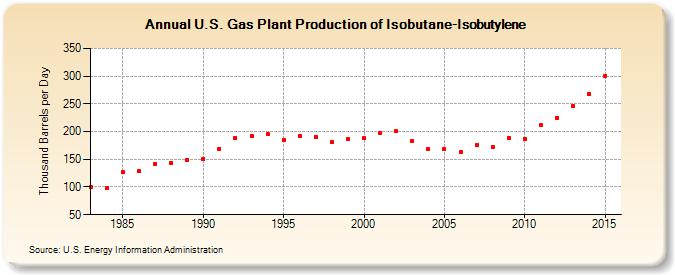 Annual U.S. Gas Plant Production of Isobutane-Isobutylene
Thousand Barrels per Day
350
300
250
200
150
100
50
1985 1990 1995 2000 2005 2010 2015
Source: U.S. Energy Information Administration